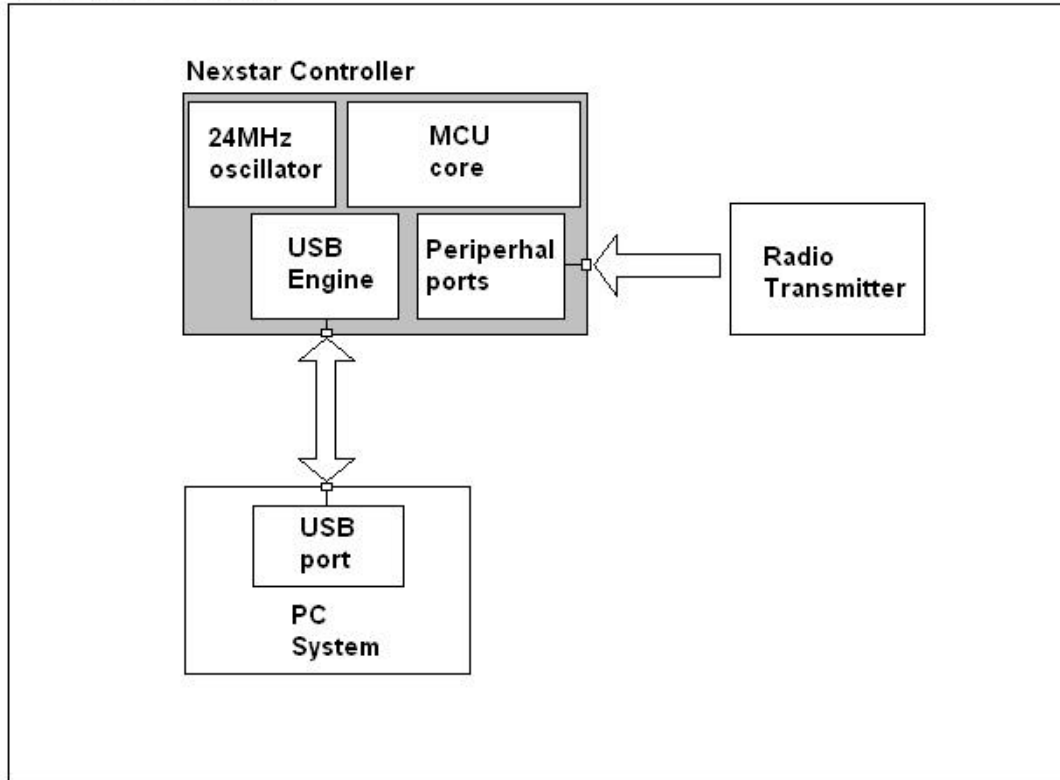 Nexstar Controller
24MHz
oscillator
MCU
core
USB
Engine
Periperhal
ports
Radio
Transmitter
USB
port
PC
System